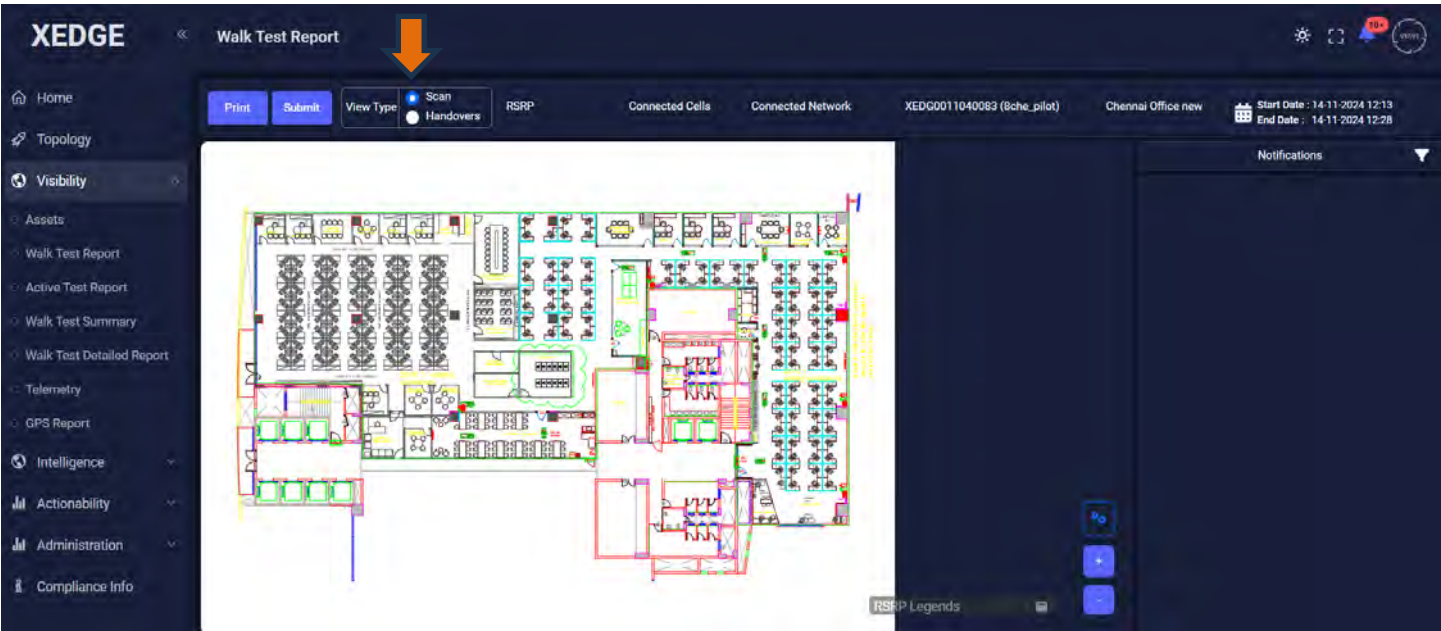 XEDGE
«
Walk Test Report
10+
Home
Topology
Visibility
Assets
Walk Test Report
Active Test Report
Walk Test Summary
Walk Test Detailed Report
Telemetry
GPS Report
Intelligence
Actionability
Administration
Compliance Info
Print
Submit
View Type
Scan
Handovers
RSRP
Connected Cells
Connected Network
XEDG0011040083 (8che_pilot)
Chennai Office new
Start Date : 14-11-2024 12:13
End Date : 14-11-2024 12:28
Notifications
+
-
RSRP Legends